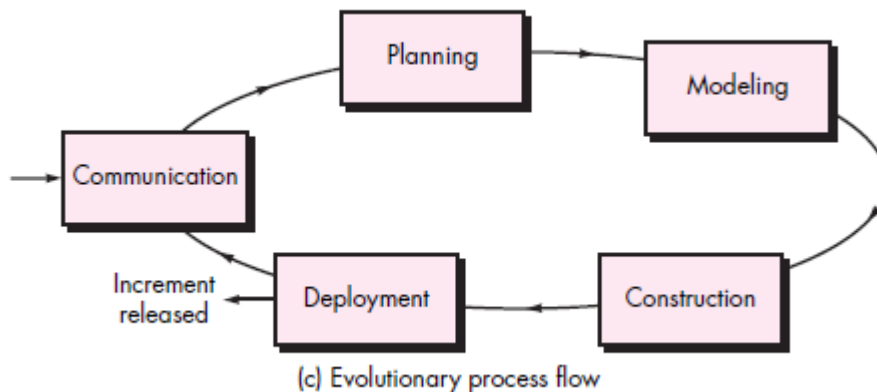 Planning
Modeling
Communication
Increment
released
Deployment
Construction
(c) Evolutionary process flow